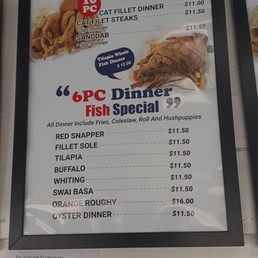 10
PC
CAT FILLET DINNER $11.00
CAT FILET STEAKS $11.50
SANDDAB $11.50
Tilapia Whole
Fish Dinner
$ 12.00
“ 6PC Dinner
Fish Special ”
All Dinner Include Fries, Coleslaw, Roll And Hushpuppies
RED SNAPPER $11.50
FILLET SOLE $11.50
TILAPIA $11.50
BUFFALO $11.50
WHITING $11.50
SWAI BASA $11.50
ORANGE ROUGHY $16.00
OYSTER DINNER $11.50